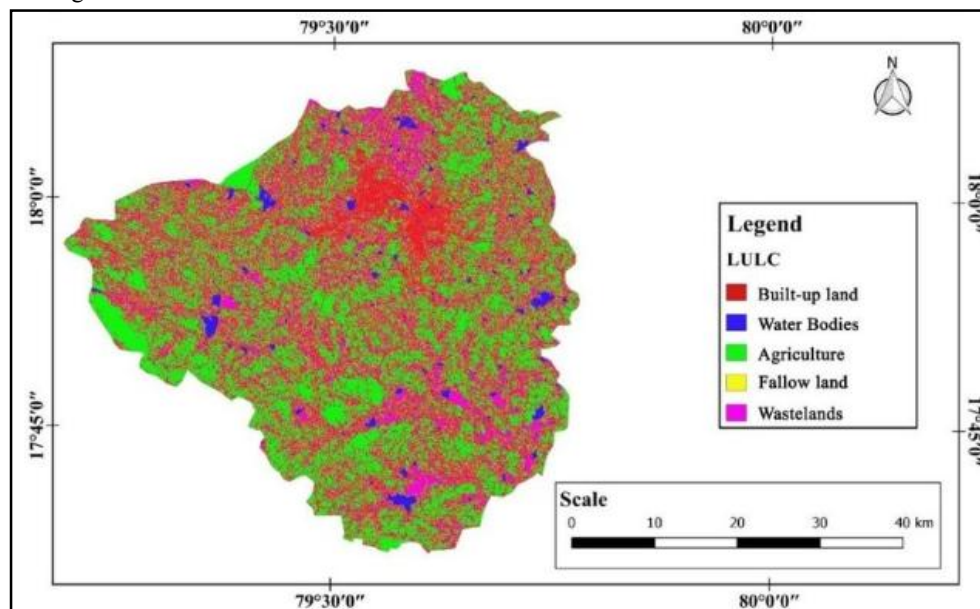 79°30'0″ 80°0'0″
N
18°0'0″ 18°0'0″
Legend
LULC
Built-up land
Water Bodies
Agriculture
Fallow land
Wastelands
17°45'0″ 17°45'0″
Scale
0 10 20 30 40 km
79°30'0″ 80°0'0″